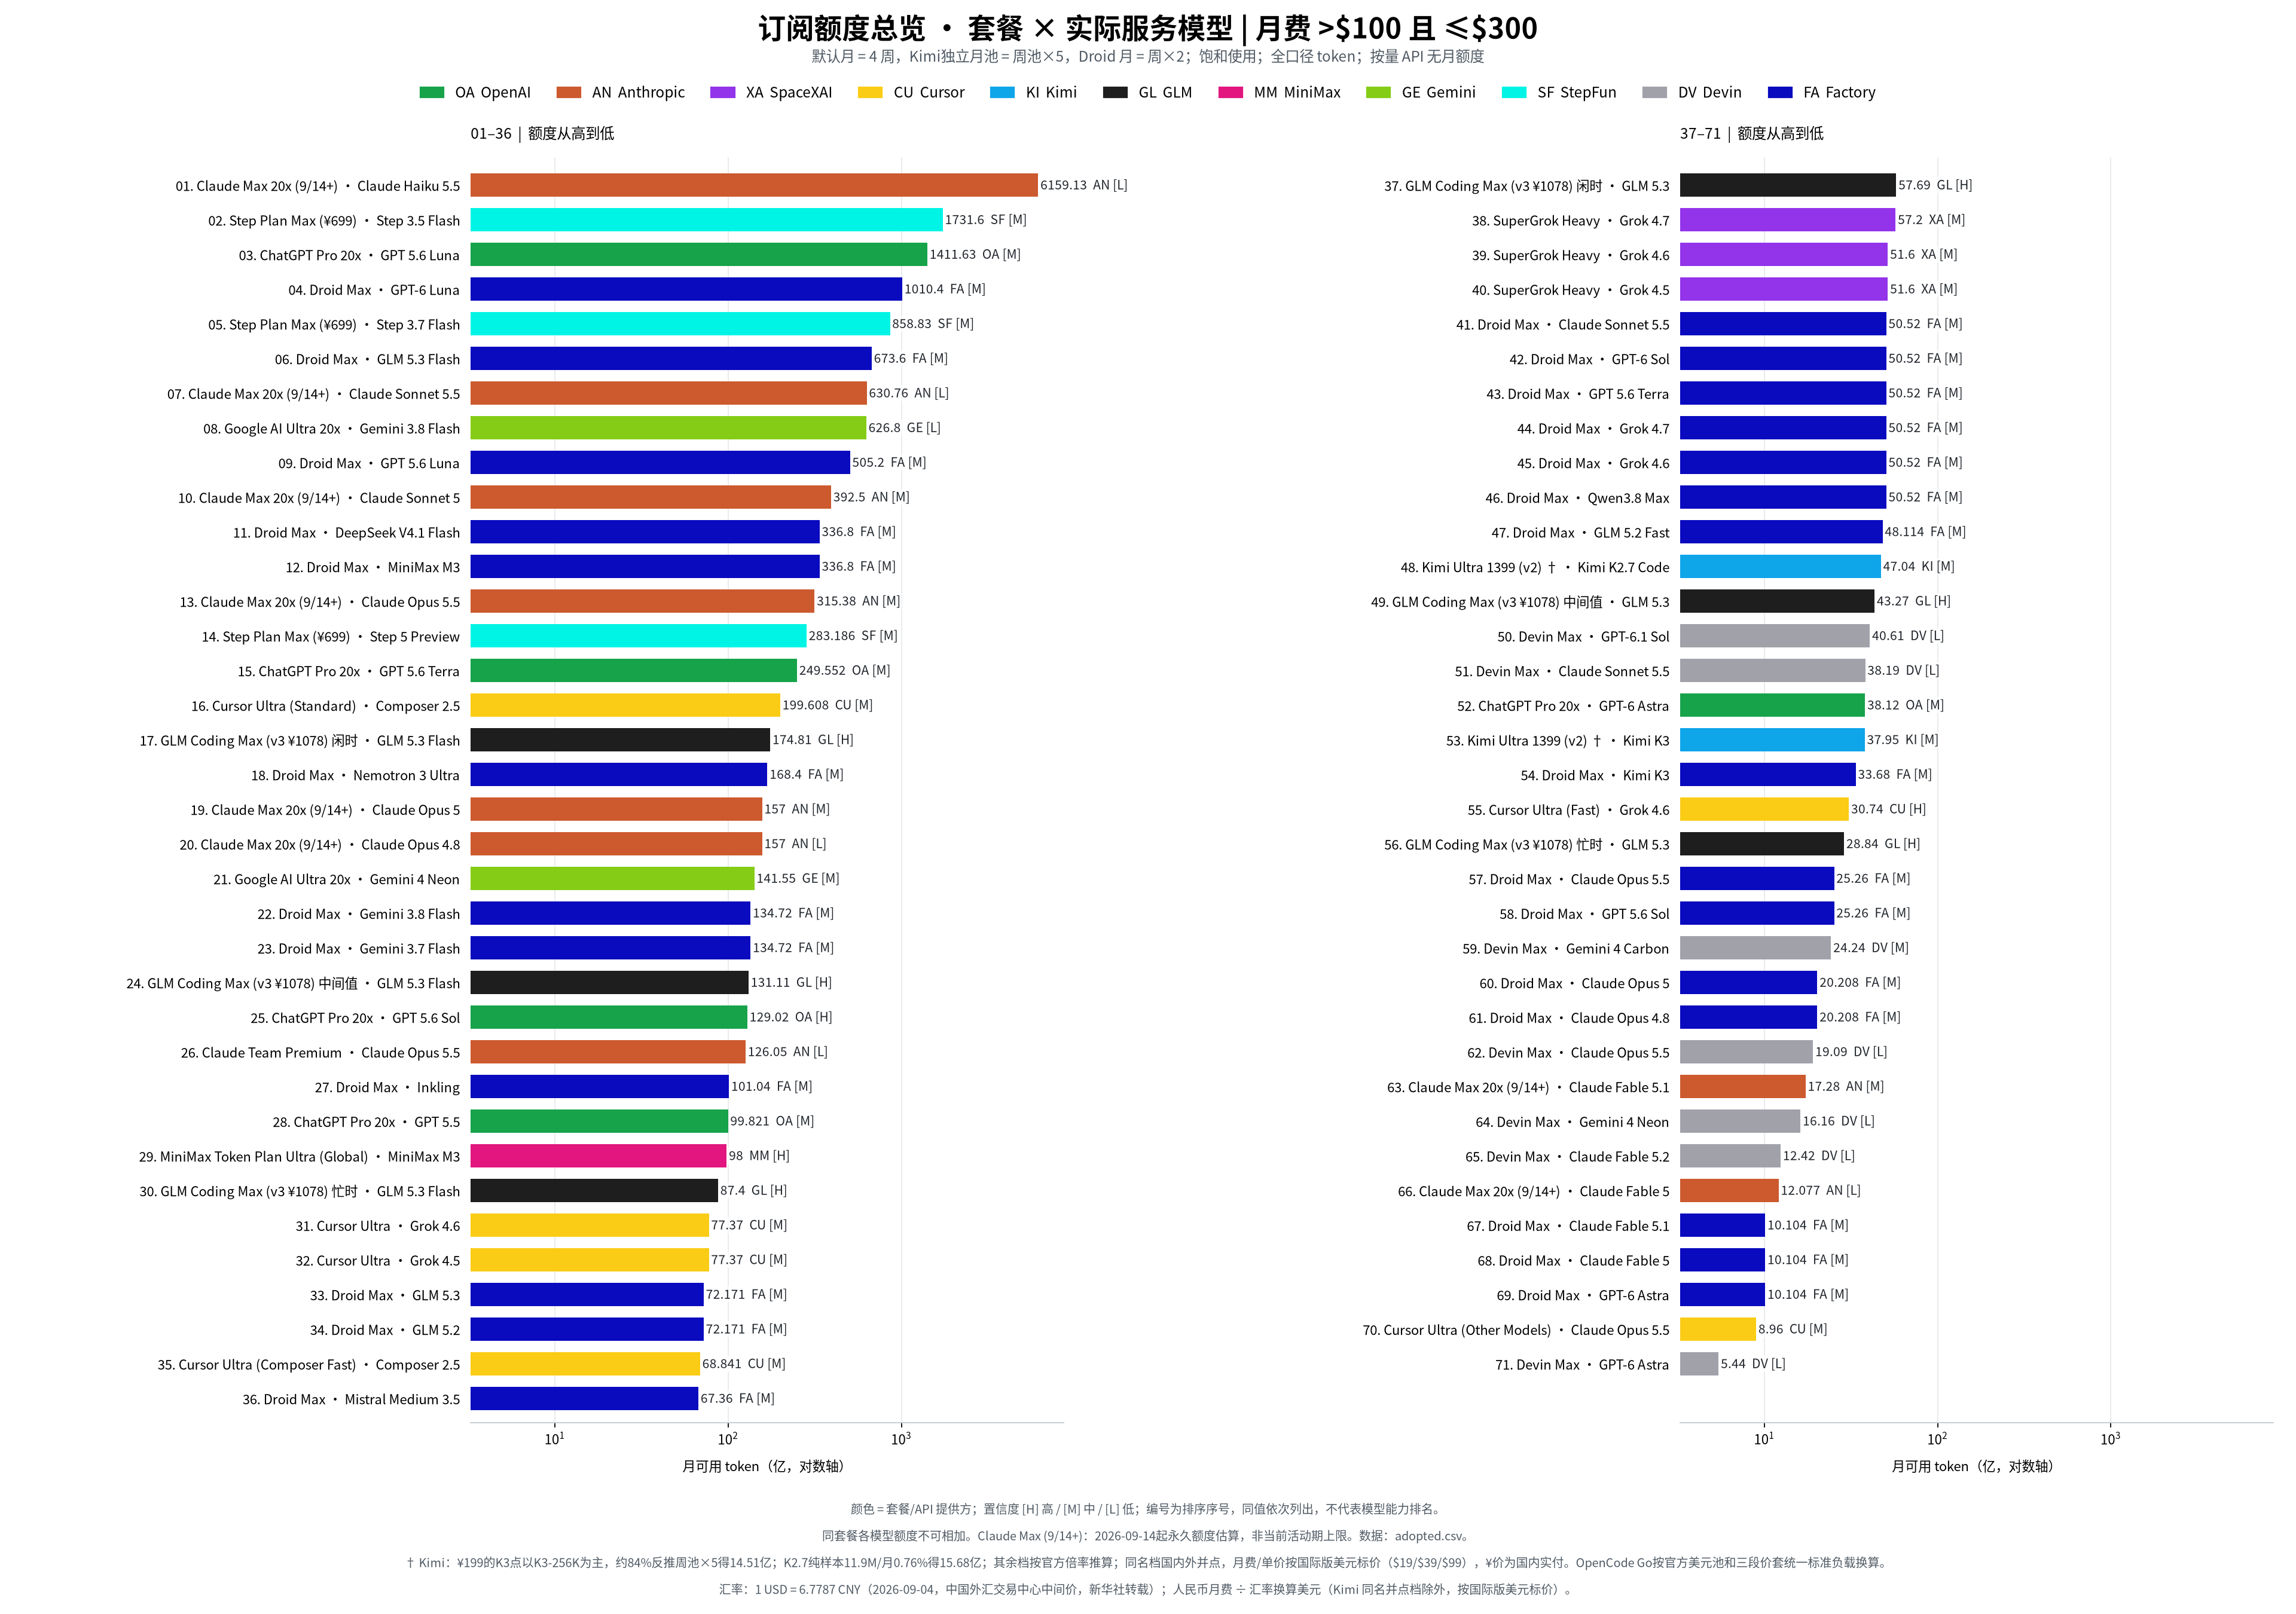 订阅额度总览 · 套餐 × 实际服务模型 | 月费 >$100 且 ≤$300
默认月 = 4 周，Kimi独立月池 = 周池×5，Droid 月 = 周×2；饱和使用；全口径 token；按量 API 无月额度
OA OpenAI AN Anthropic XA SpaceXAI CU Cursor KI Kimi GL GLM MM MiniMax GE Gemini SF StepFun DV Devin FA Factory
01–36 | 额度从高到低
01. Claude Max 20x (9/14+) · Claude Haiku 5.5 6159.13 AN [L]
02. Step Plan Max (¥699) · Step 3.5 Flash 1731.6 SF [M]
03. ChatGPT Pro 20x · GPT 5.6 Luna 1411.63 OA [M]
04. Droid Max · GPT-6 Luna 1010.4 FA [M]
05. Step Plan Max (¥699) · Step 3.7 Flash 858.83 SF [M]
06. Droid Max · GLM 5.3 Flash 673.6 FA [M]
07. Claude Max 20x (9/14+) · Claude Sonnet 5.5 630.76 AN [L]
08. Google AI Ultra 20x · Gemini 3.8 Flash 626.8 GE [L]
09. Droid Max · GPT 5.6 Luna 505.2 FA [M]
10. Claude Max 20x (9/14+) · Claude Sonnet 5 392.5 AN [M]
11. Droid Max · DeepSeek V4.1 Flash 336.8 FA [M]
12. Droid Max · MiniMax M3 336.8 FA [M]
13. Claude Max 20x (9/14+) · Claude Opus 5.5 315.38 AN [M]
14. Step Plan Max (¥699) · Step 5 Preview 283.186 SF [M]
15. ChatGPT Pro 20x · GPT 5.6 Terra 249.552 OA [M]
16. Cursor Ultra (Standard) · Composer 2.5 199.608 CU [M]
17. GLM Coding Max (v3 ¥1078) 闲时 · GLM 5.3 Flash 174.81 GL [H]
18. Droid Max · Nemotron 3 Ultra 168.4 FA [M]
19. Claude Max 20x (9/14+) · Claude Opus 5 157 AN [M]
20. Claude Max 20x (9/14+) · Claude Opus 4.8 157 AN [L]
21. Google AI Ultra 20x · Gemini 4 Neon 141.55 GE [M]
22. Droid Max · Gemini 3.8 Flash 134.72 FA [M]
23. Droid Max · Gemini 3.7 Flash 134.72 FA [M]
24. GLM Coding Max (v3 ¥1078) 中间值 · GLM 5.3 Flash 131.11 GL [H]
25. ChatGPT Pro 20x · GPT 5.6 Sol 129.02 OA [H]
26. Claude Team Premium · Claude Opus 5.5 126.05 AN [L]
27. Droid Max · Inkling 101.04 FA [M]
28. ChatGPT Pro 20x · GPT 5.5 99.821 OA [M]
29. MiniMax Token Plan Ultra (Global) · MiniMax M3 98 MM [H]
30. GLM Coding Max (v3 ¥1078) 忙时 · GLM 5.3 Flash 87.4 GL [H]
31. Cursor Ultra · Grok 4.6 77.37 CU [M]
32. Cursor Ultra · Grok 4.5 77.37 CU [M]
33. Droid Max · GLM 5.3 72.171 FA [M]
34. Droid Max · GLM 5.2 72.171 FA [M]
35. Cursor Ultra (Composer Fast) · Composer 2.5 68.841 CU [M]
36. Droid Max · Mistral Medium 3.5 67.36 FA [M]
10¹ 10² 10³
月可用 token（亿，对数轴）
37–71 | 额度从高到低
37. GLM Coding Max (v3 ¥1078) 闲时 · GLM 5.3 57.69 GL [H]
38. SuperGrok Heavy · Grok 4.7 57.2 XA [M]
39. SuperGrok Heavy · Grok 4.6 51.6 XA [M]
40. SuperGrok Heavy · Grok 4.5 51.6 XA [M]
41. Droid Max · Claude Sonnet 5.5 50.52 FA [M]
42. Droid Max · GPT-6 Sol 50.52 FA [M]
43. Droid Max · GPT 5.6 Terra 50.52 FA [M]
44. Droid Max · Grok 4.7 50.52 FA [M]
45. Droid Max · Grok 4.6 50.52 FA [M]
46. Droid Max · Qwen3.8 Max 50.52 FA [M]
47. Droid Max · GLM 5.2 Fast 48.114 FA [M]
48. Kimi Ultra 1399 (v2) † · Kimi K2.7 Code 47.04 KI [M]
49. GLM Coding Max (v3 ¥1078) 中间值 · GLM 5.3 43.27 GL [H]
50. Devin Max · GPT-6.1 Sol 40.61 DV [L]
51. Devin Max · Claude Sonnet 5.5 38.19 DV [L]
52. ChatGPT Pro 20x · GPT-6 Astra 38.12 OA [M]
53. Kimi Ultra 1399 (v2) † · Kimi K3 37.95 KI [M]
54. Droid Max · Kimi K3 33.68 FA [M]
55. Cursor Ultra (Fast) · Grok 4.6 30.74 CU [H]
56. GLM Coding Max (v3 ¥1078) 忙时 · GLM 5.3 28.84 GL [H]
57. Droid Max · Claude Opus 5.5 25.26 FA [M]
58. Droid Max · GPT 5.6 Sol 25.26 FA [M]
59. Devin Max · Gemini 4 Carbon 24.24 DV [M]
60. Droid Max · Claude Opus 5 20.208 FA [M]
61. Droid Max · Claude Opus 4.8 20.208 FA [M]
62. Devin Max · Claude Opus 5.5 19.09 DV [L]
63. Claude Max 20x (9/14+) · Claude Fable 5.1 17.28 AN [M]
64. Devin Max · Gemini 4 Neon 16.16 DV [L]
65. Devin Max · Claude Fable 5.2 12.42 DV [L]
66. Claude Max 20x (9/14+) · Claude Fable 5 12.077 AN [L]
67. Droid Max · Claude Fable 5.1 10.104 FA [M]
68. Droid Max · Claude Fable 5 10.104 FA [M]
69. Droid Max · GPT-6 Astra 10.104 FA [M]
70. Cursor Ultra (Other Models) · Claude Opus 5.5 8.96 CU [M]
71. Devin Max · GPT-6 Astra 5.44 DV [L]
10¹ 10² 10³
月可用 token（亿，对数轴）
颜色 = 套餐/API 提供方；置信度 [H] 高 / [M] 中 / [L] 低；编号为排序序号，同值依次列出，不代表模型能力排名。
同套餐各模型额度不可相加。Claude Max (9/14+)：2026-09-14起永久额度估算，非当前活动期上限。数据：adopted.csv。
† Kimi：¥199的K3点以K3-256K为主，约84%反推周池×5得14.51亿；K2.7纯样本11.9M/月0.76%得15.68亿；其余档按官方倍率推算；同名档国内外并点，月费/单价按国际版美元标价（$19/$39/$99），¥价为国内实付。OpenCode Go按官方美元池和三段价套统一标准负载换算。
汇率：1 USD = 6.7787 CNY（2026-09-04，中国外汇交易中心中间价，新华社转载）；人民币月费 ÷ 汇率换算美元（Kimi 同名并点档除外，按国际版美元标价）。